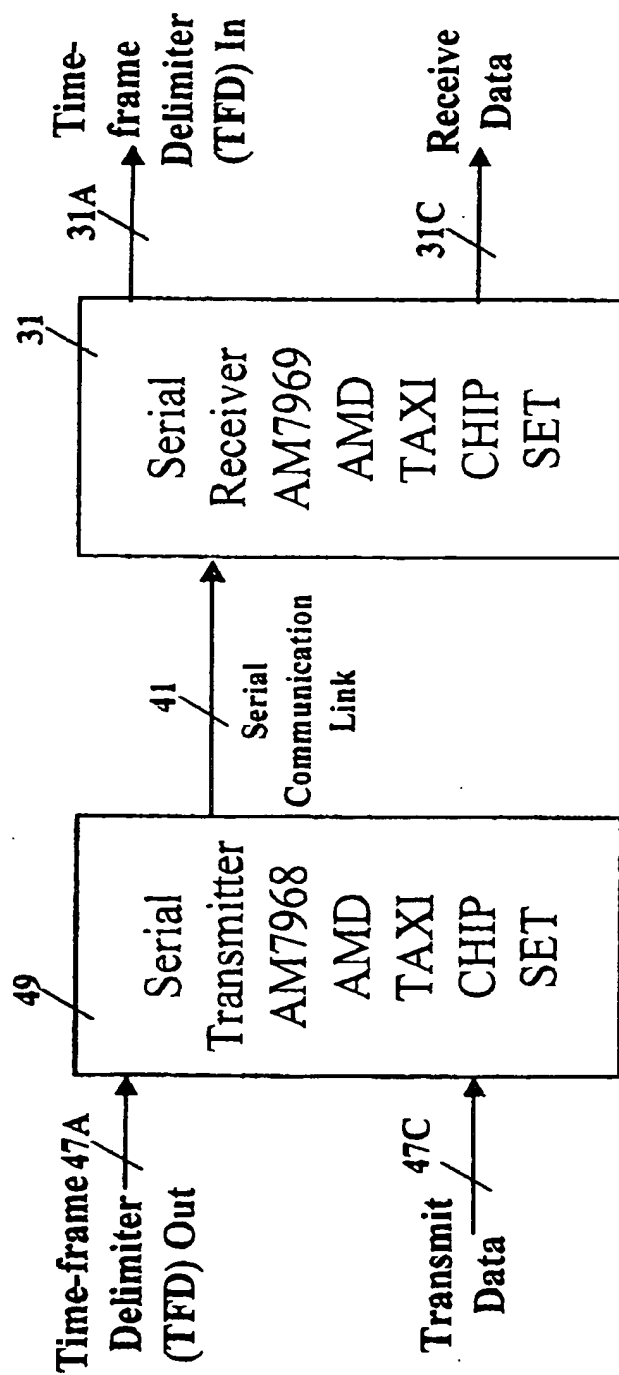 Time-frame
Delimiter
(TFD) Out
47A
Transmit
Data
47C
49
Serial
Transmitter
AM7968
AMD
TAXI
CHIP
SET
41
Serial
Communication
Link
31
Serial
Receiver
AM7969
AMD
TAXI
CHIP
SET
31A
Time-
frame
Delimiter
(TFD) In
31C
Receive
Data